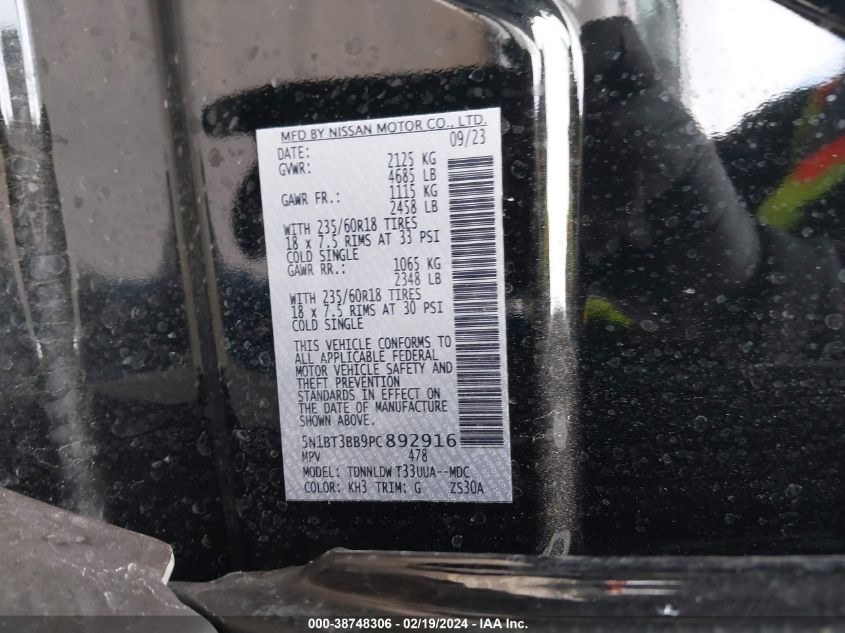 MFD BY NISSAN MOTOR CO., LTD.
DATE: 09/23
GVWR: 2125 KG
4685 LB
GAWR FR.: 1115 KG
2458 LB
WITH 235/60R18 TIRES
18 x 7.5 RIMS AT 33 PSI
COLD SINGLE
GAWR RR.: 1065 KG
2348 LB
WITH 235/60R18 TIRES
18 x 7.5 RIMS AT 30 PSI
COLD SINGLE
THIS VEHICLE CONFORMS TO
ALL APPLICABLE FEDERAL
MOTOR VEHICLE SAFETY AND
THEFT PREVENTION
STANDARDS IN EFFECT ON
THE DATE OF MANUFACTURE
SHOWN ABOVE.
5N1BT3BB9PC892916
MPV 478
MODEL: TDNNLDW T33UUA--MDC
COLOR: KH3 TRIM: G ZS30A
000-38748306 - 02/19/2024 - IAA Inc.